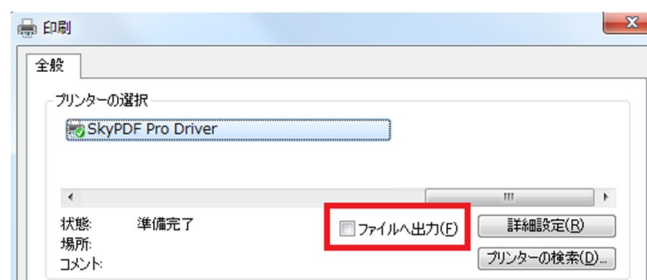 印刷
全般
プリンターの選択
SkyPDF Pro Driver
状態: 準備完了
ファイルへ出力(F)
詳細設定(R)
場所:
プリンターの検索(D)...
コメント: